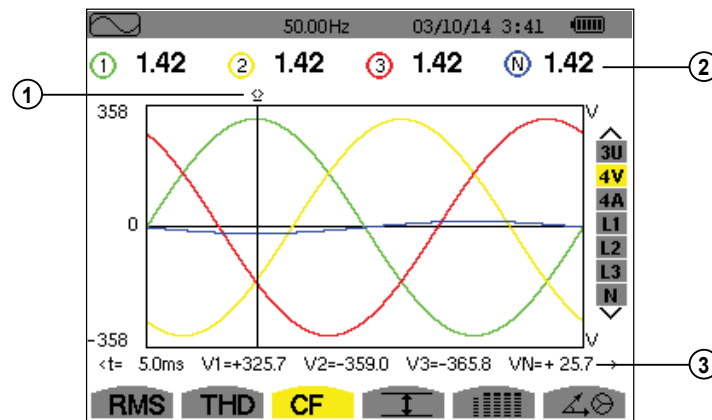 50.00Hz 03/10/14 3:41
1 1.42 2 1.42 3 1.42 N 1.42
2
1
358 V
3U
4V
4A
0
L1
L2
L3
N
-358 V
<t= 5.0ms V1=+325.7 V2=-359.0 V3=-365.8 VN=+ 25.7 →
3
RMS THD CF